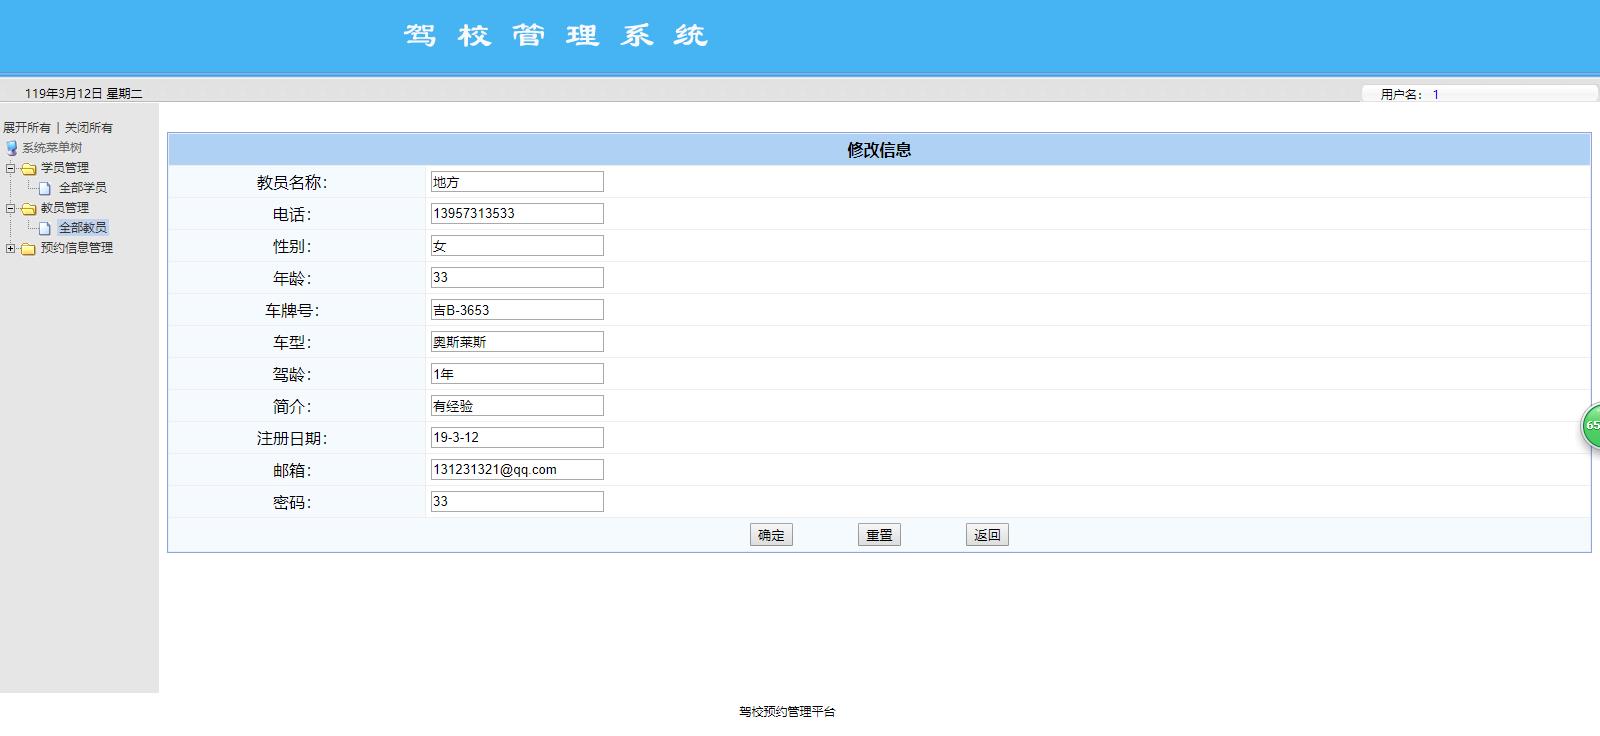 驾校管理系统
119年3月12日 星期二
用户名： 1
展开所有 | 关闭所有
系统菜单树
学员管理
全部学员
教员管理
全部教员
预约信息管理
修改信息
教员名称： 地方
电话： 13957313533
性别： 女
年龄： 33
车牌号： 吉B-3653
车型： 奥斯莱斯
驾龄： 1年
简介： 有经验
注册日期： 19-3-12
邮箱： 131231321@qq.com
密码： 33
确定 重置 返回
65
驾校预约管理平台